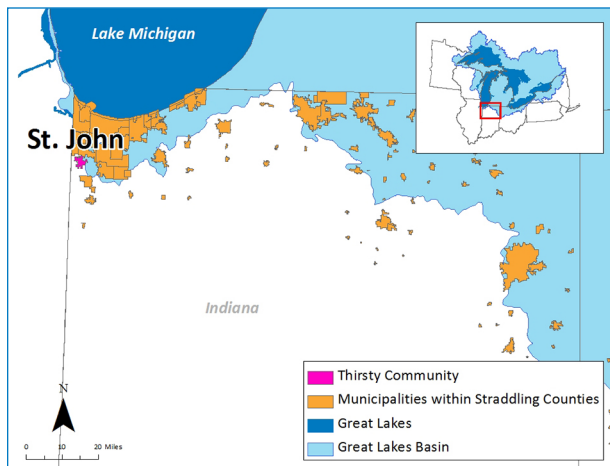 Lake Michigan
St. John
Indiana
Thirsty Community
Municipalities within Straddling Counties
Great Lakes
Great Lakes Basin
N
0 10 20 Miles